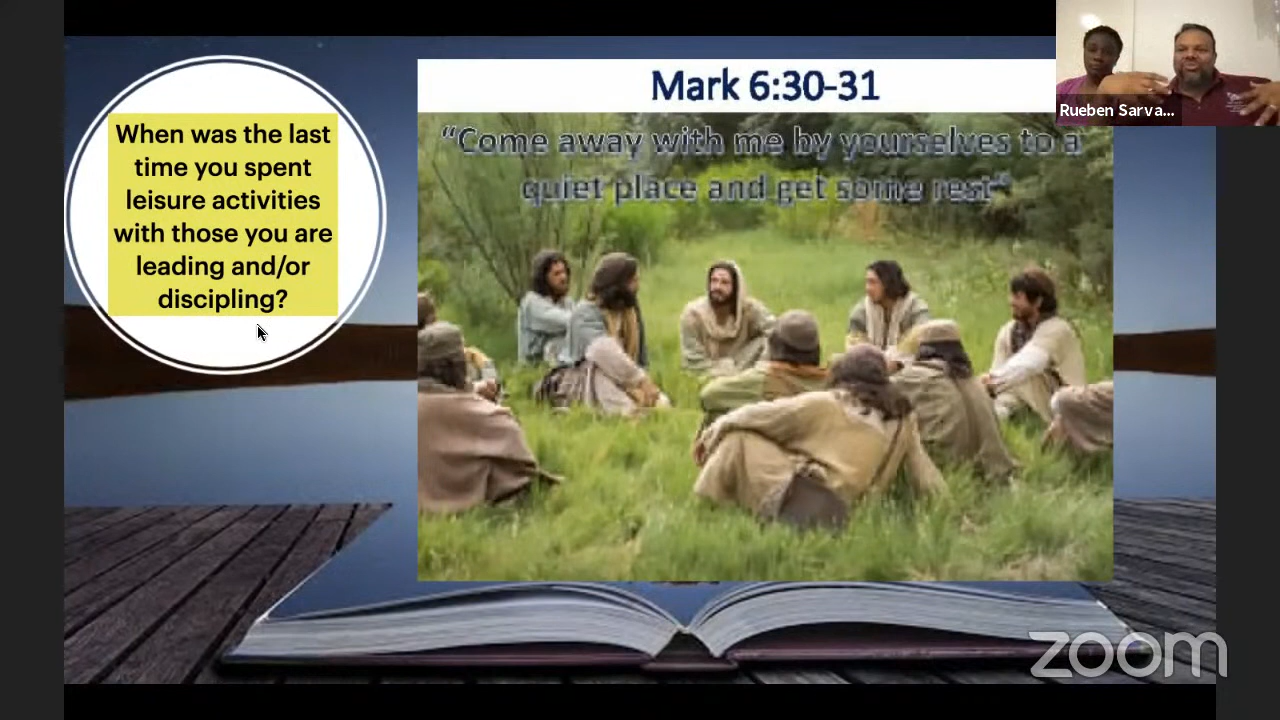 When was the last
time you spent
leisure activities
with those you are
leading and/or
discipling?
Mark 6:30-31
“Come away with me by yourselves to a
quiet place and get some rest“
Rueben Sarva...
zoom